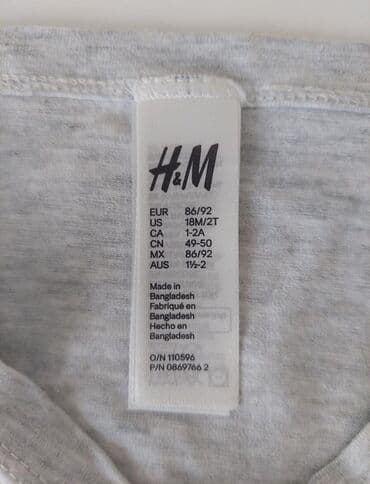 H&M
EUR 86/92
US 18M/2T
CA 1-2A
CN 49-50
MX 86/92
AUS 1½-2
Made in
Bangladesh
Fabriqué en
Bangladesh
Hecho en
Bangladesh
O/N 110596
P/N 0869766 2